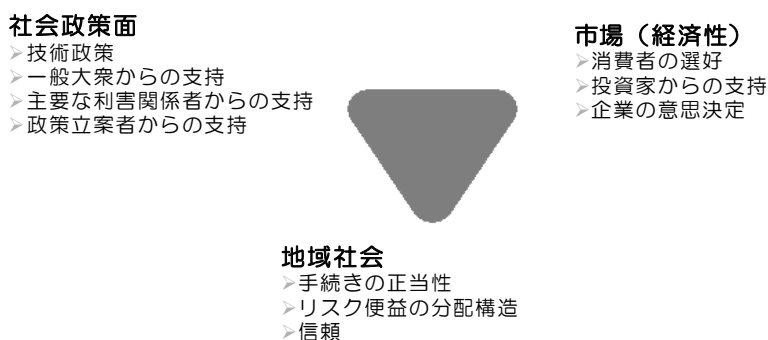 社会政策面
➢技術政策
➢一般大衆からの支持
➢主要な利害関係者からの支持
➢政策立案者からの支持
市場（経済性）
➢消費者の選好
➢投資家からの支持
➢企業の意思決定
地域社会
➢手続きの正当性
➢リスク便益の分配構造
➢信頼